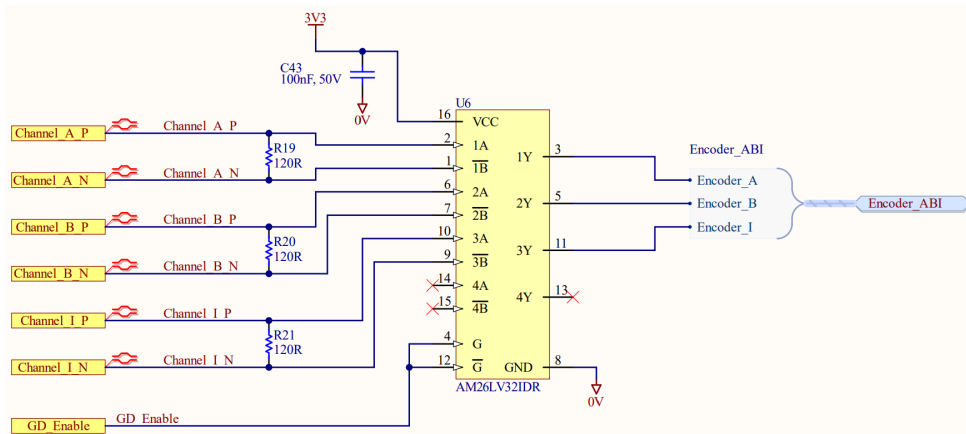 3V3
C43
100nF, 50V
0V
U6
Channel_A_P
Channel_A_P
16
VCC
2
1A
R19
120R
1Y
3
Encoder_ABI
Channel_A_N
Channel_A_N
1
1B
Encoder_A
6
2A
Channel_B_P
Channel_B_P
7
2B
2Y
5
Encoder_B
Encoder_ABI
R20
120R
10
3A
Encoder_I
Channel_B_N
Channel_B_N
9
3B
3Y
11
14
4A
Channel_I_P
Channel_I_P
15
4B
4Y
13
R21
120R
4
G
Channel_I_N
Channel_I_N
12
G
GND
8
AM26LV32IDR
0V
GD_Enable
GD_Enable